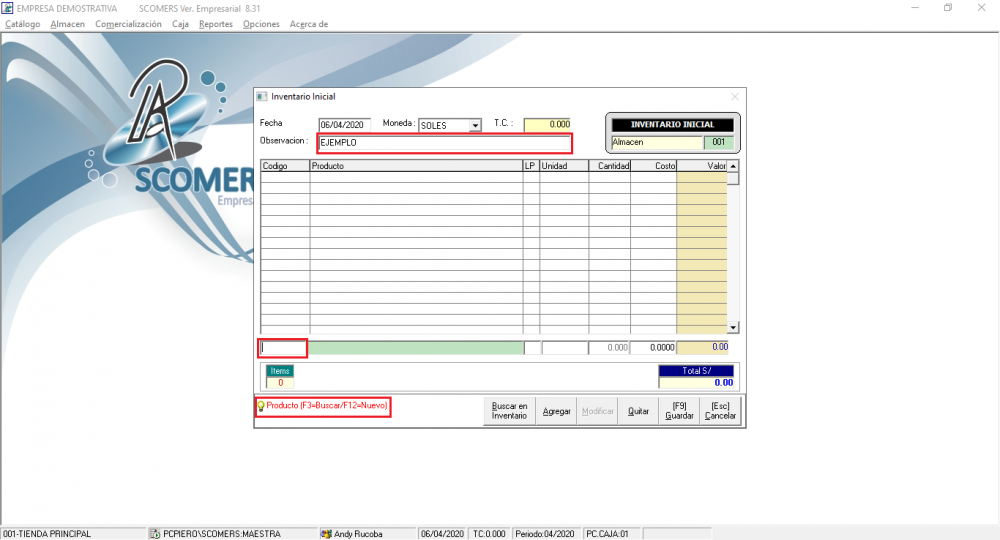 EMPRESA DEMOSTRATIVA SCOMERS Ver. Empresarial 8.31
Catálogo Almacen Comercialización Caja Reportes Opciones Acerca de
SCOMER
Empres
Inventario Inicial
Fecha 06/04/2020 Moneda : SOLES T.C. : 0.000
INVENTARIO INICIAL
Observacion : EJEMPLO
Almacen 001
Codigo Producto LP Unidad Cantidad Costo Valor
0.000 0.0000 0.00
Items Total S/
0 0.00
Producto (F3=Buscar/F12=Nuevo)
Buscar en Inventario
Agregar
Modificar
Quitar
[F9] Guardar
[Esc] Cancelar
001-TIENDA PRINCIPAL PCPIERO\SCOMERS:MAESTRA Andy Rucoba 06/04/2020 TC:0.000 Periodo:04/2020 PC.CAJA:01